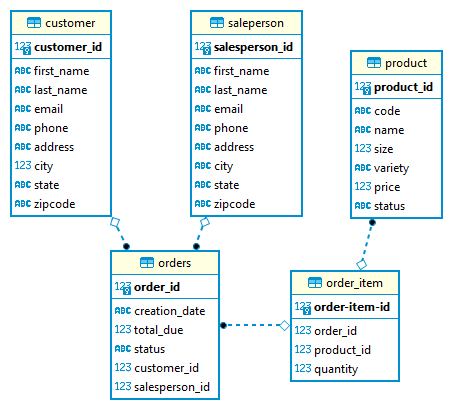 customer
123 customer_id
ABC first_name
ABC last_name
ABC email
ABC phone
ABC address
123 city
ABC state
ABC zipcode
saleperson
123 salesperson_id
ABC first_name
ABC last_name
ABC email
ABC phone
ABC address
ABC city
ABC state
ABC zipcode
product
123 product_id
ABC code
ABC name
123 size
ABC variety
123 price
ABC status
orders
123 order_id
ABC creation_date
123 total_due
ABC status
123 customer_id
123 salesperson_id
order_item
123 order-item-id
123 order_id
123 product_id
123 quantity